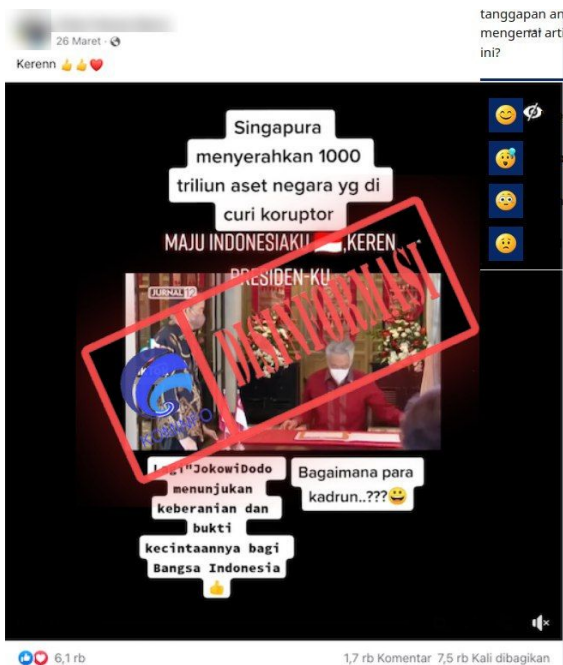 tanggapan an
mengenai arti
ini?
26 Maret ·
Kerenn 👍👍❤️
Singapura
menyerahkan 1000
triliun aset negara yg di
curi koruptor
MAJU INDONESIAKU ,KEREN
PRESIDEN-KU
JURNAL12
DISINFORMASI
KOMINFO
Lagi"JokowiDodo
menunjukan
keberanian dan
bukti
kecintaannya bagi
Bangsa Indonesia
👍
Bagaimana para
kadrun..???😀
6,1 rb
1,7 rb Komentar 7,5 rb Kali dibagikan